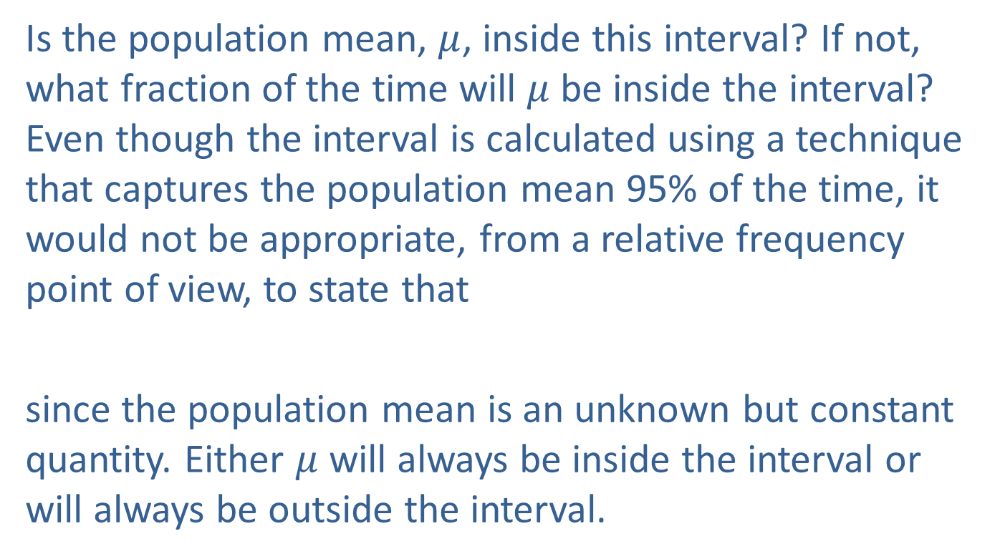 Is the population mean, 𝜇, inside this interval? If not,
what fraction of the time will 𝜇 be inside the interval?
Even though the interval is calculated using a technique
that captures the population mean 95% of the time, it
would not be appropriate, from a relative frequency
point of view, to state that
since the population mean is an unknown but constant
quantity. Either 𝜇 will always be inside the interval or
will always be outside the interval.